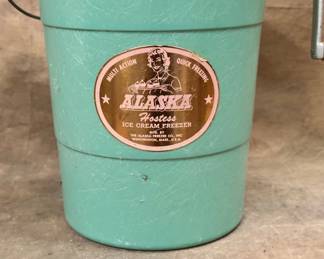 MULTI ACTION QUICK FREEZING
ALASKA
Hostess
ICE CREAM FREEZER
MFD. BY
THE ALASKA FREEZER CO., INC.
WINCHENDON, MASS., U.S.A.